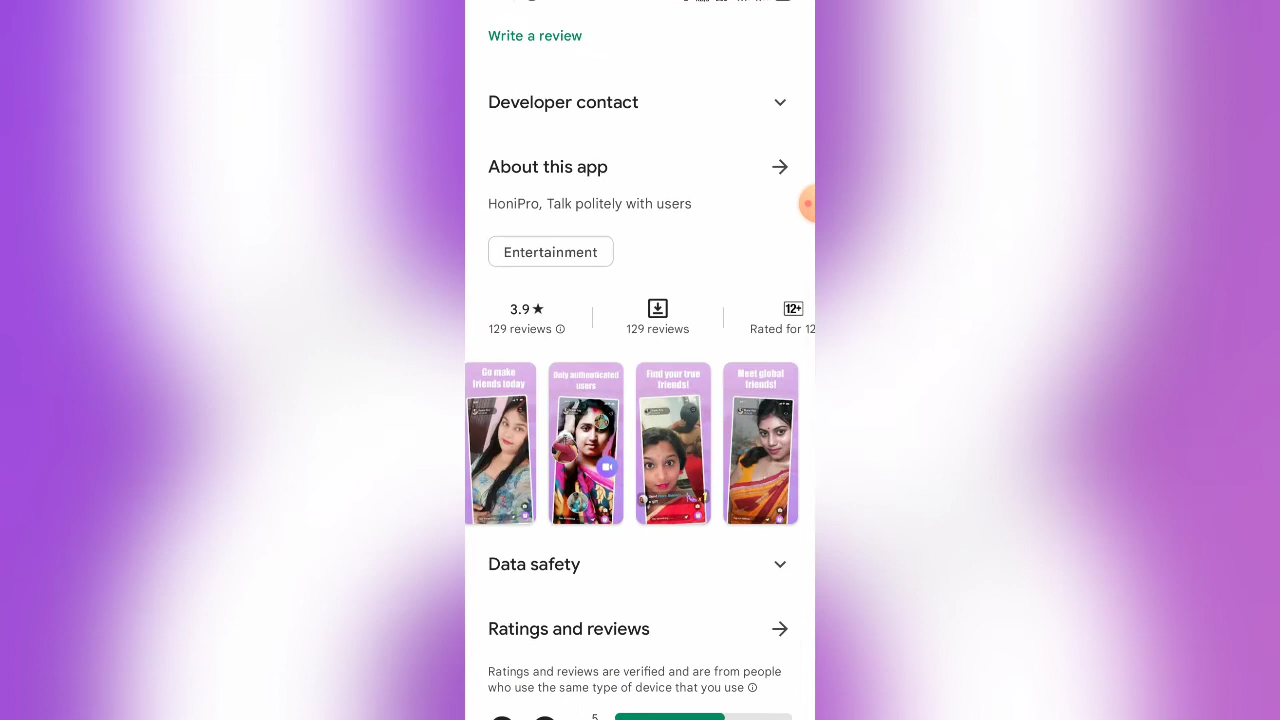 Write a review
Developer contact
About this app
HoniPro, Talk politely with users
Entertainment
3.9★
129 reviews
129 reviews
12+
Rated for 12
Go make
friends today
Only authenticated
users
Find your true
friends!
Meet global
friends!
Data safety
Ratings and reviews
Ratings and reviews are verified and are from people
who use the same type of device that you use
5